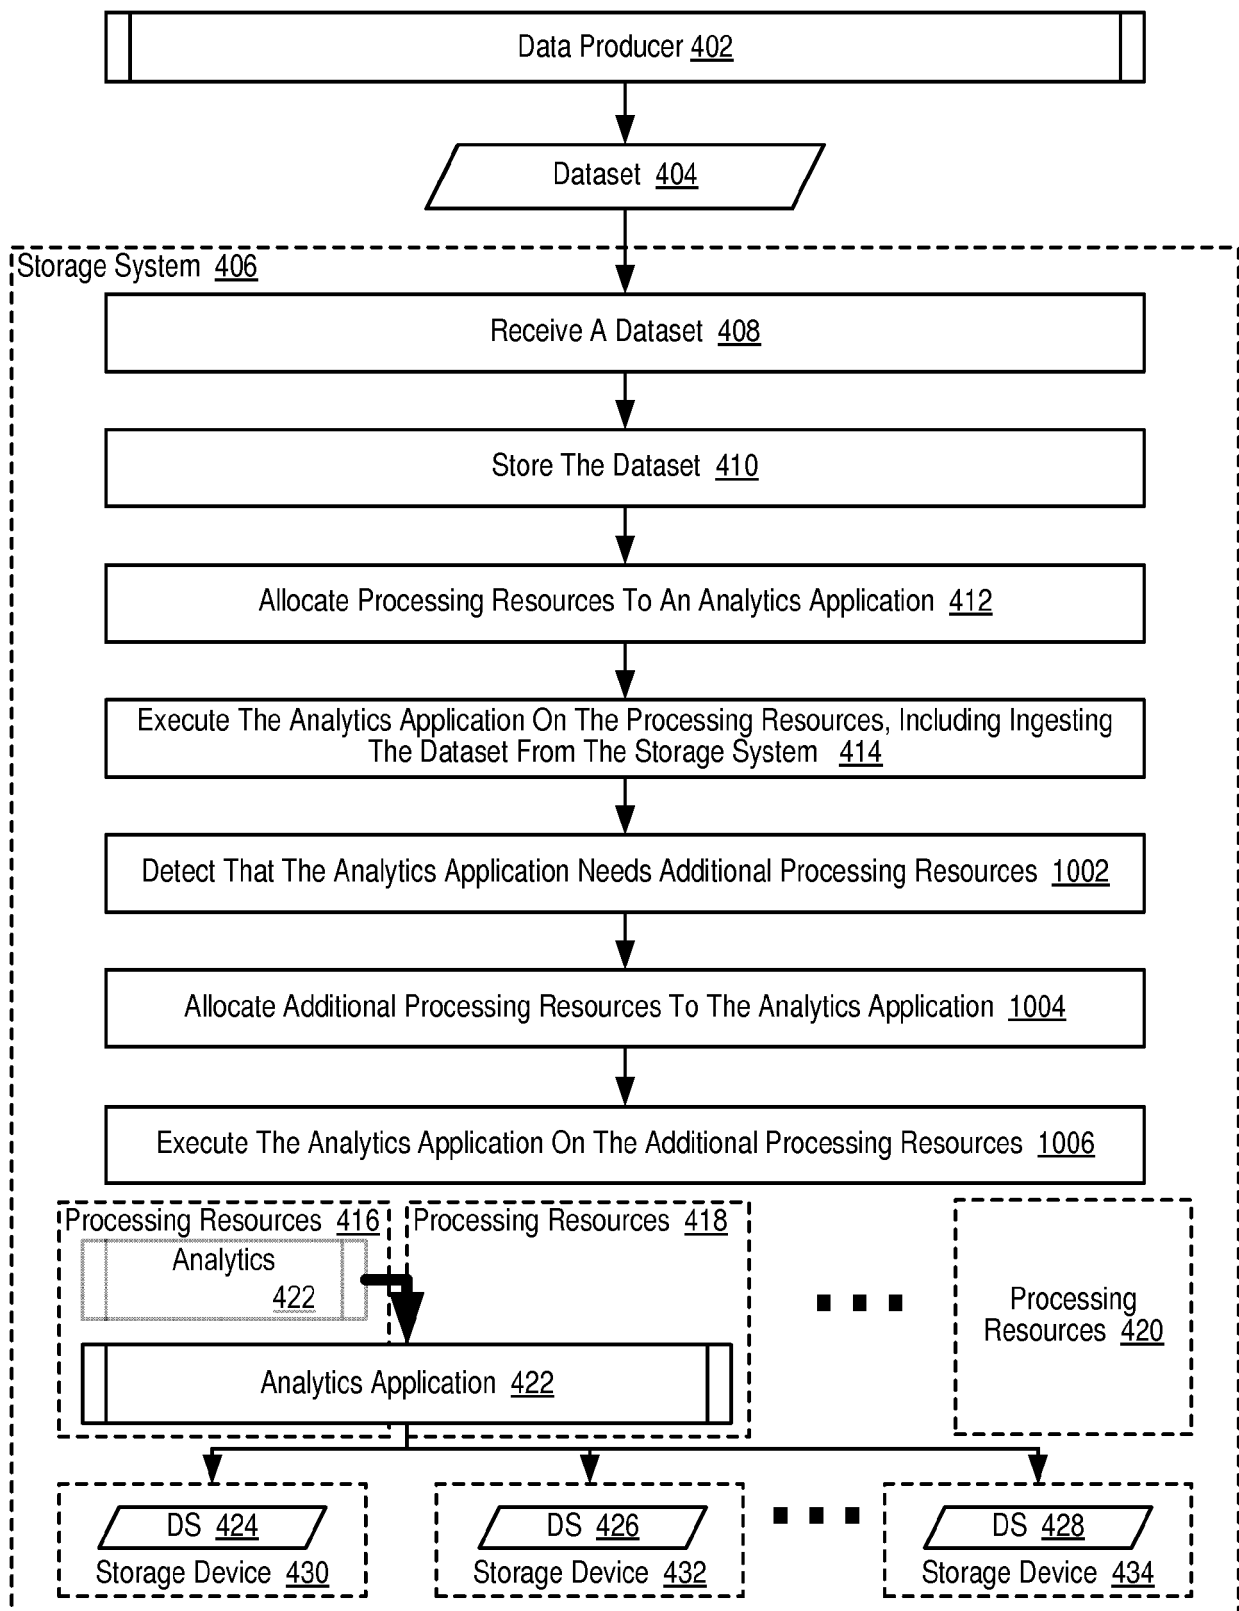 Data Producer 402
Dataset 404
Storage System 406
Receive A Dataset 408
Store The Dataset 410
Allocate Processing Resources To An Analytics Application 412
Execute The Analytics Application On The Processing Resources, Including Ingesting
The Dataset From The Storage System 414
Detect That The Analytics Application Needs Additional Processing Resources 1002
Allocate Additional Processing Resources To The Analytics Application 1004
Execute The Analytics Application On The Additional Processing Resources 1006
Processing Resources 416
Analytics
422
Processing Resources 418
Processing
Resources 420
Analytics Application 422
DS 424
Storage Device 430
DS 426
Storage Device 432
DS 428
Storage Device 434